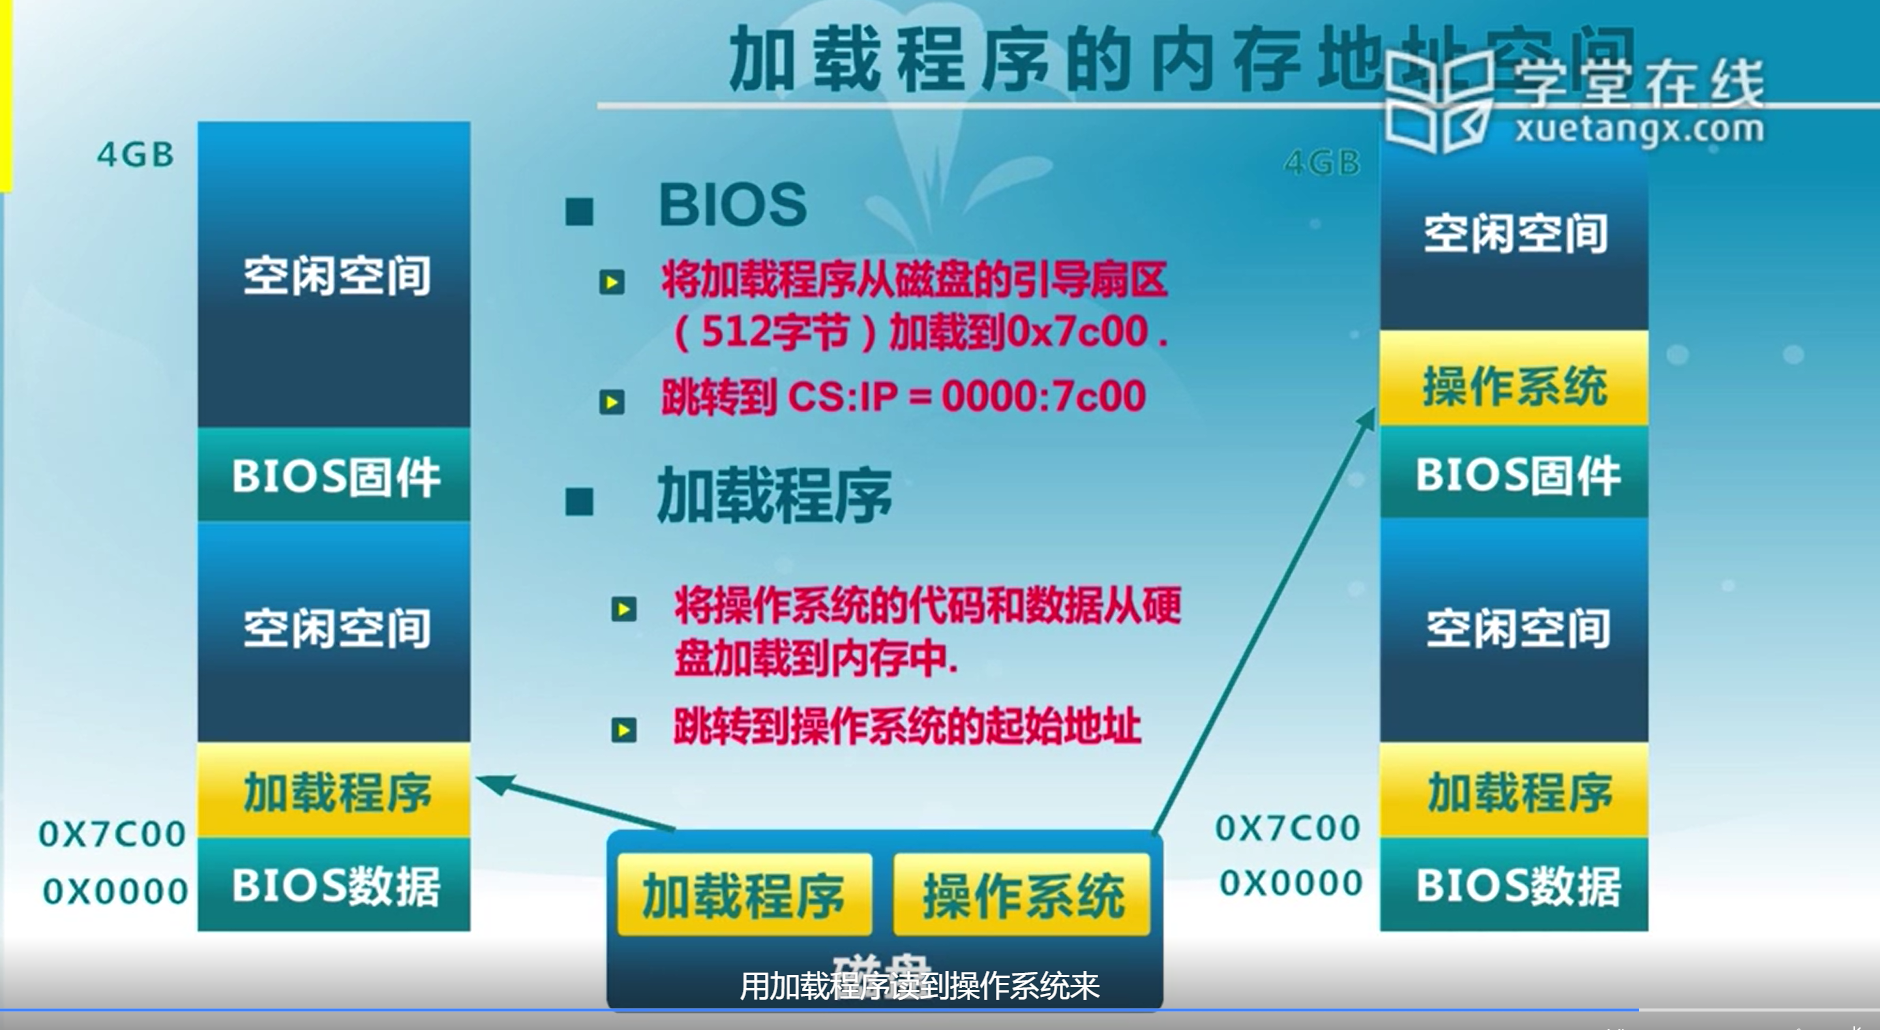 加载程序的内存地址空间
学堂在线
xuetangx.com
4GB
空闲空间
BIOS固件
空闲空间
加载程序
0X7C00
0X0000
BIOS数据
BIOS
将加载程序从磁盘的引导扇区
（512字节）加载到0x7c00 .
跳转到 CS:IP = 0000:7c00
加载程序
将操作系统的代码和数据从硬
盘加载到内存中.
跳转到操作系统的起始地址
加载程序
操作系统
磁盘
用加载程序读到操作系统来
4GB
空闲空间
操作系统
BIOS固件
空闲空间
加载程序
0X7C00
0X0000
BIOS数据